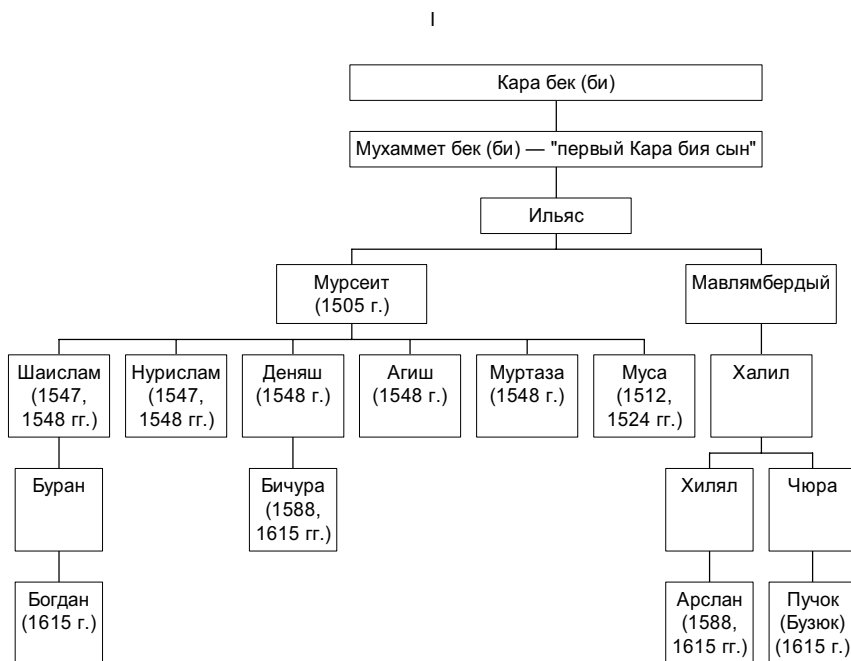 I
Кара бек (би)
Мухаммет бек (би) — "первый Кара бия сын"
Ильяс
Мурсеит
(1505 г.)
Мавлямбердый
Шаислам
(1547,
1548 гг.)
Нурислам
(1547,
1548 гг.)
Деняш
(1548 г.)
Агиш
(1548 г.)
Муртаза
(1548 г.)
Муса
(1512,
1524 гг.)
Халил
Буран
Бичура
(1588,
1615 гг.)
Хилял
Чюра
Богдан
(1615 г.)
Арслан
(1588,
1615 гг.)
Пучок
(Бузюк)
(1615 г.)